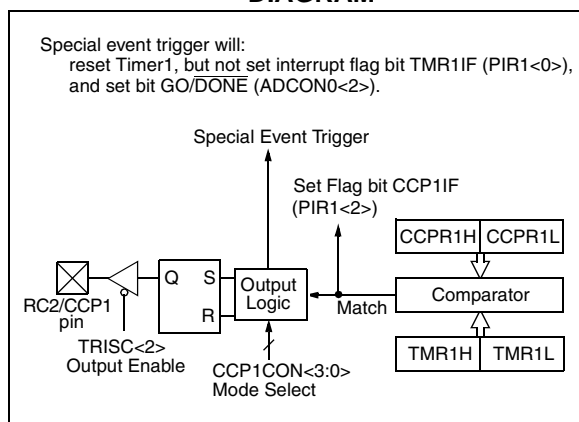 DIAGRAM
Special event trigger will:
reset Timer1, but not set interrupt flag bit TMR1IF (PIR1<0>),
and set bit GO/DONE (ADCON0<2>).
Special Event Trigger
Set Flag bit CCP1IF
(PIR1<2>)
CCPR1H CCPR1L
Q S
R
Output
Logic
Match
Comparator
RC2/CCP1
pin
TRISC<2>
Output Enable
CCP1CON<3:0>
Mode Select
TMR1H TMR1L